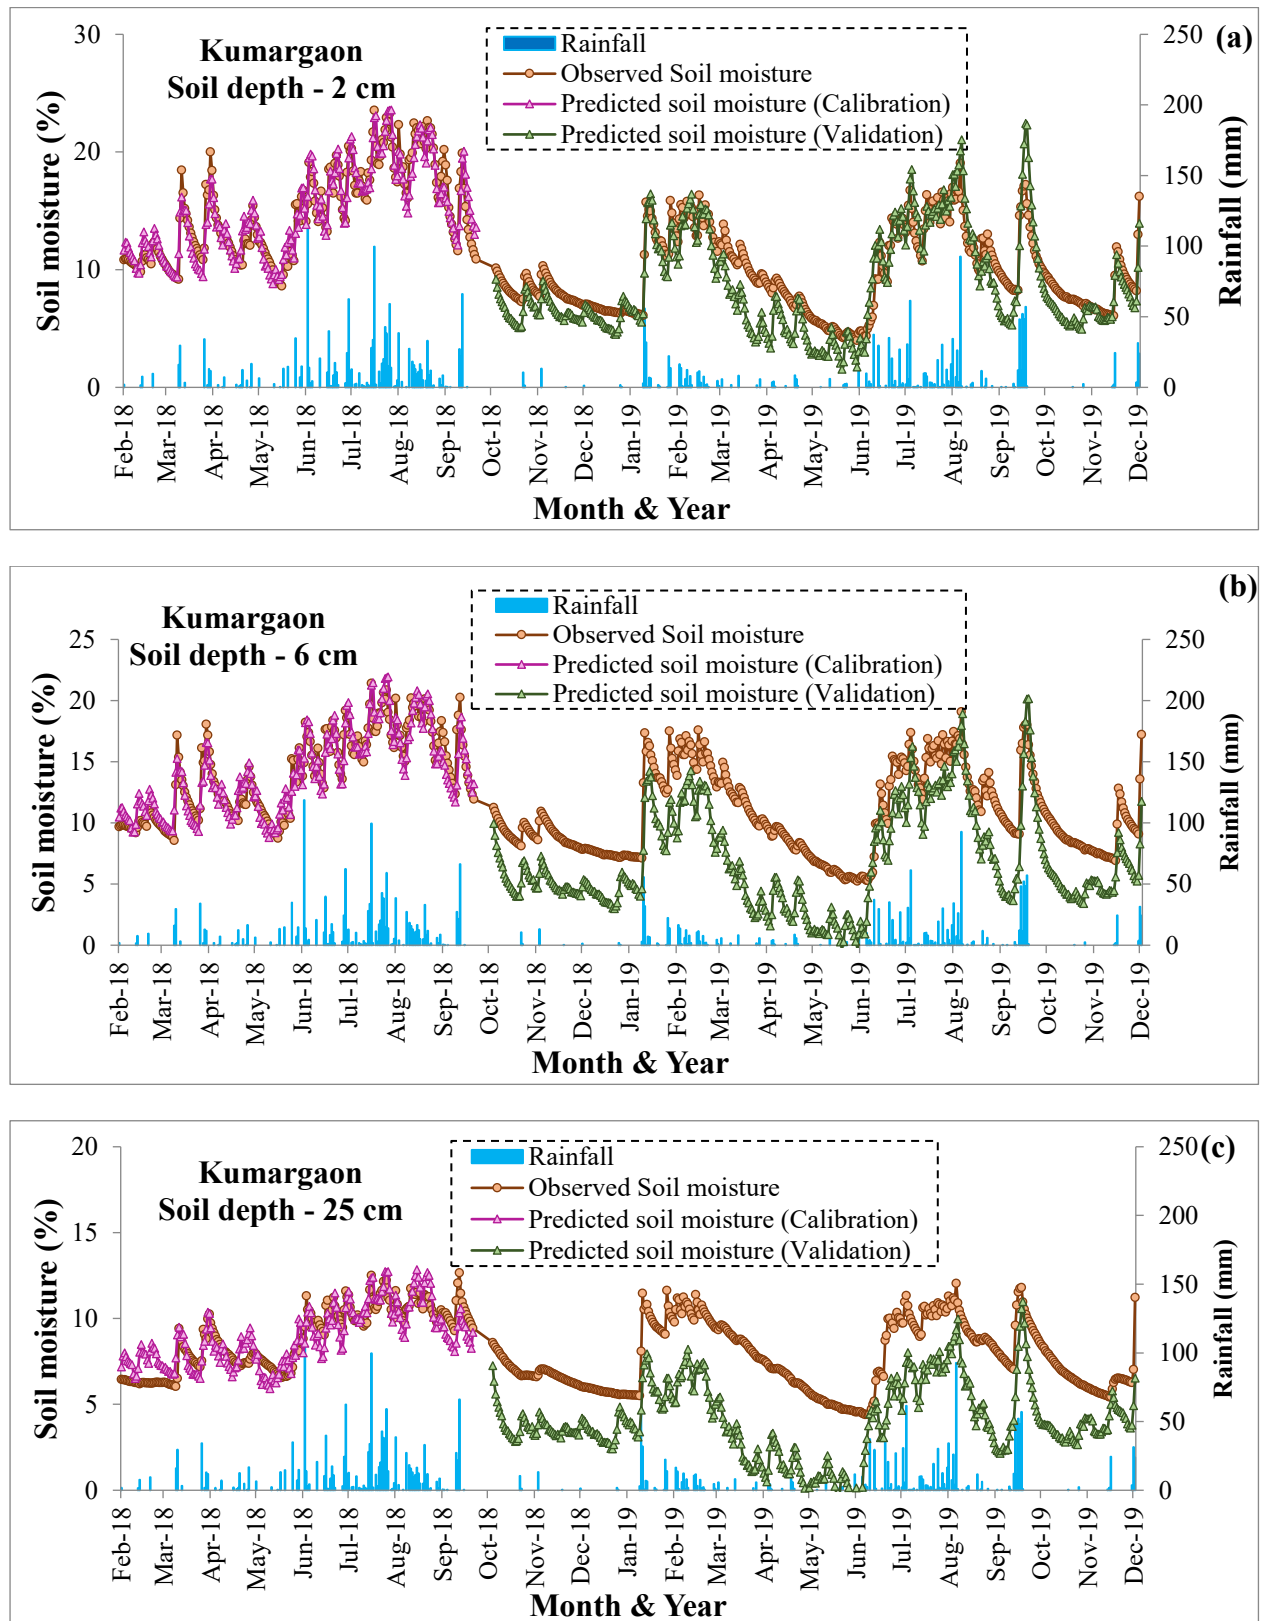 (a)
Kumargaon
Soil depth - 2 cm
Rainfall
Observed Soil moisture
Predicted soil moisture (Calibration)
Predicted soil moisture (Validation)
Soil moisture (%)
30
20
10
0
Rainfall (mm)
250
200
150
100
50
0
Feb-18
Mar-18
Apr-18
May-18
Jun-18
Jul-18
Aug-18
Sep-18
Oct-18
Nov-18
Dec-18
Jan-19
Feb-19
Mar-19
Apr-19
May-19
Jun-19
Jul-19
Aug-19
Sep-19
Oct-19
Nov-19
Dec-19
Month & Year
(b)
Kumargaon
Soil depth - 6 cm
Rainfall
Observed Soil moisture
Predicted soil moisture (Calibration)
Predicted soil moisture (Validation)
Soil moisture (%)
25
20
15
10
5
0
Rainfall (mm)
250
200
150
100
50
0
Feb-18
Mar-18
Apr-18
May-18
Jun-18
Jul-18
Aug-18
Sep-18
Oct-18
Nov-18
Dec-18
Jan-19
Feb-19
Mar-19
Apr-19
May-19
Jun-19
Jul-19
Aug-19
Sep-19
Oct-19
Nov-19
Dec-19
Month & Year
(c)
Kumargaon
Soil depth - 25 cm
Rainfall
Observed Soil moisture
Predicted soil moisture (Calibration)
Predicted soil moisture (Validation)
Soil moisture (%)
20
15
10
5
0
Rainfall (mm)
250
200
150
100
50
0
Feb-18
Mar-18
Apr-18
May-18
Jun-18
Jul-18
Aug-18
Sep-18
Oct-18
Nov-18
Dec-18
Jan-19
Feb-19
Mar-19
Apr-19
May-19
Jun-19
Jul-19
Aug-19
Sep-19
Oct-19
Nov-19
Dec-19
Month & Year